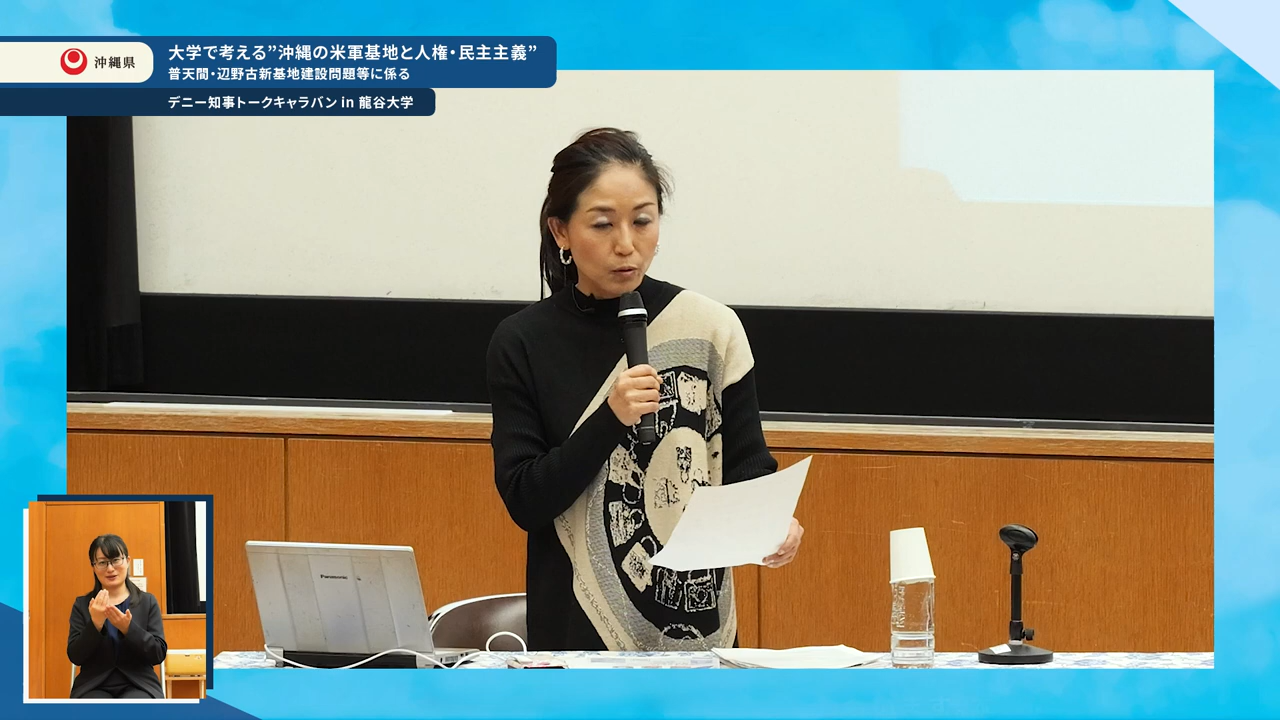 沖縄県
大学で考える”沖縄の米軍基地と人権・民主主義”
普天間・辺野古新基地建設問題等に係る
デニー知事トークキャラバン in 龍谷大学
Panasonic